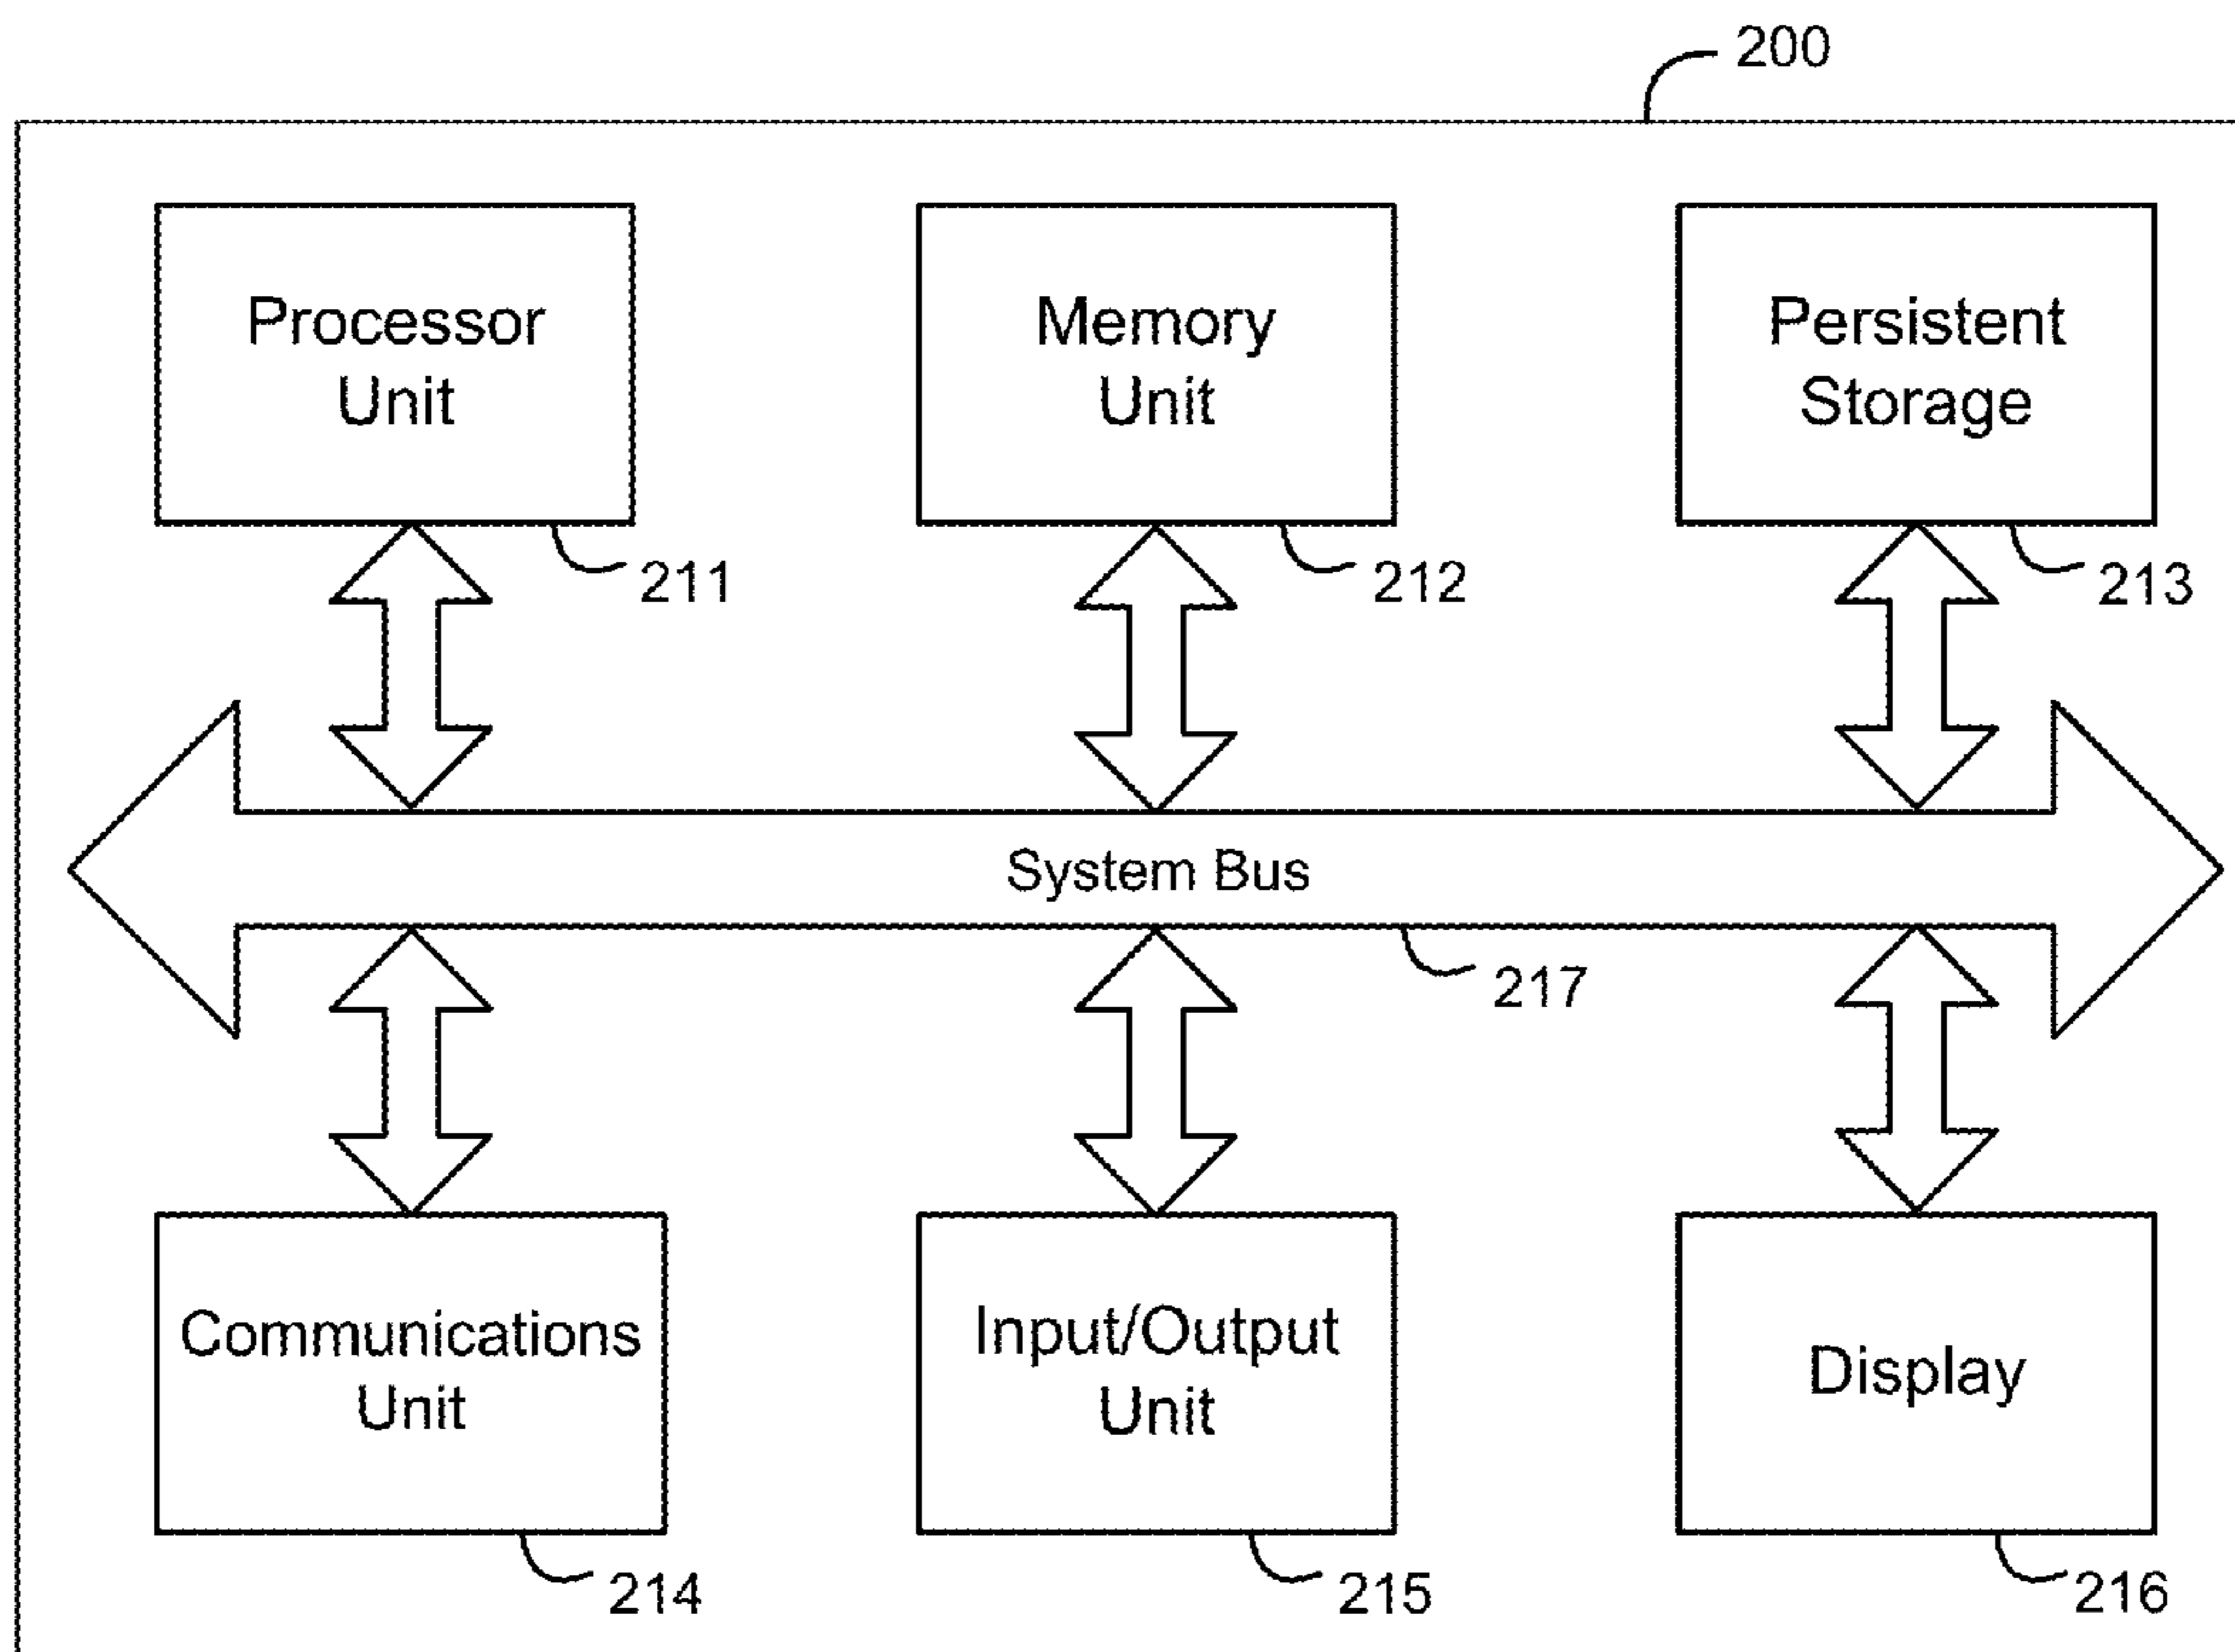 200
Processor
Unit
Memory
Unit
Persistent
Storage
211
212
213
System Bus
217
Communications
Unit
Input/Output
Unit
Display
214
215
216